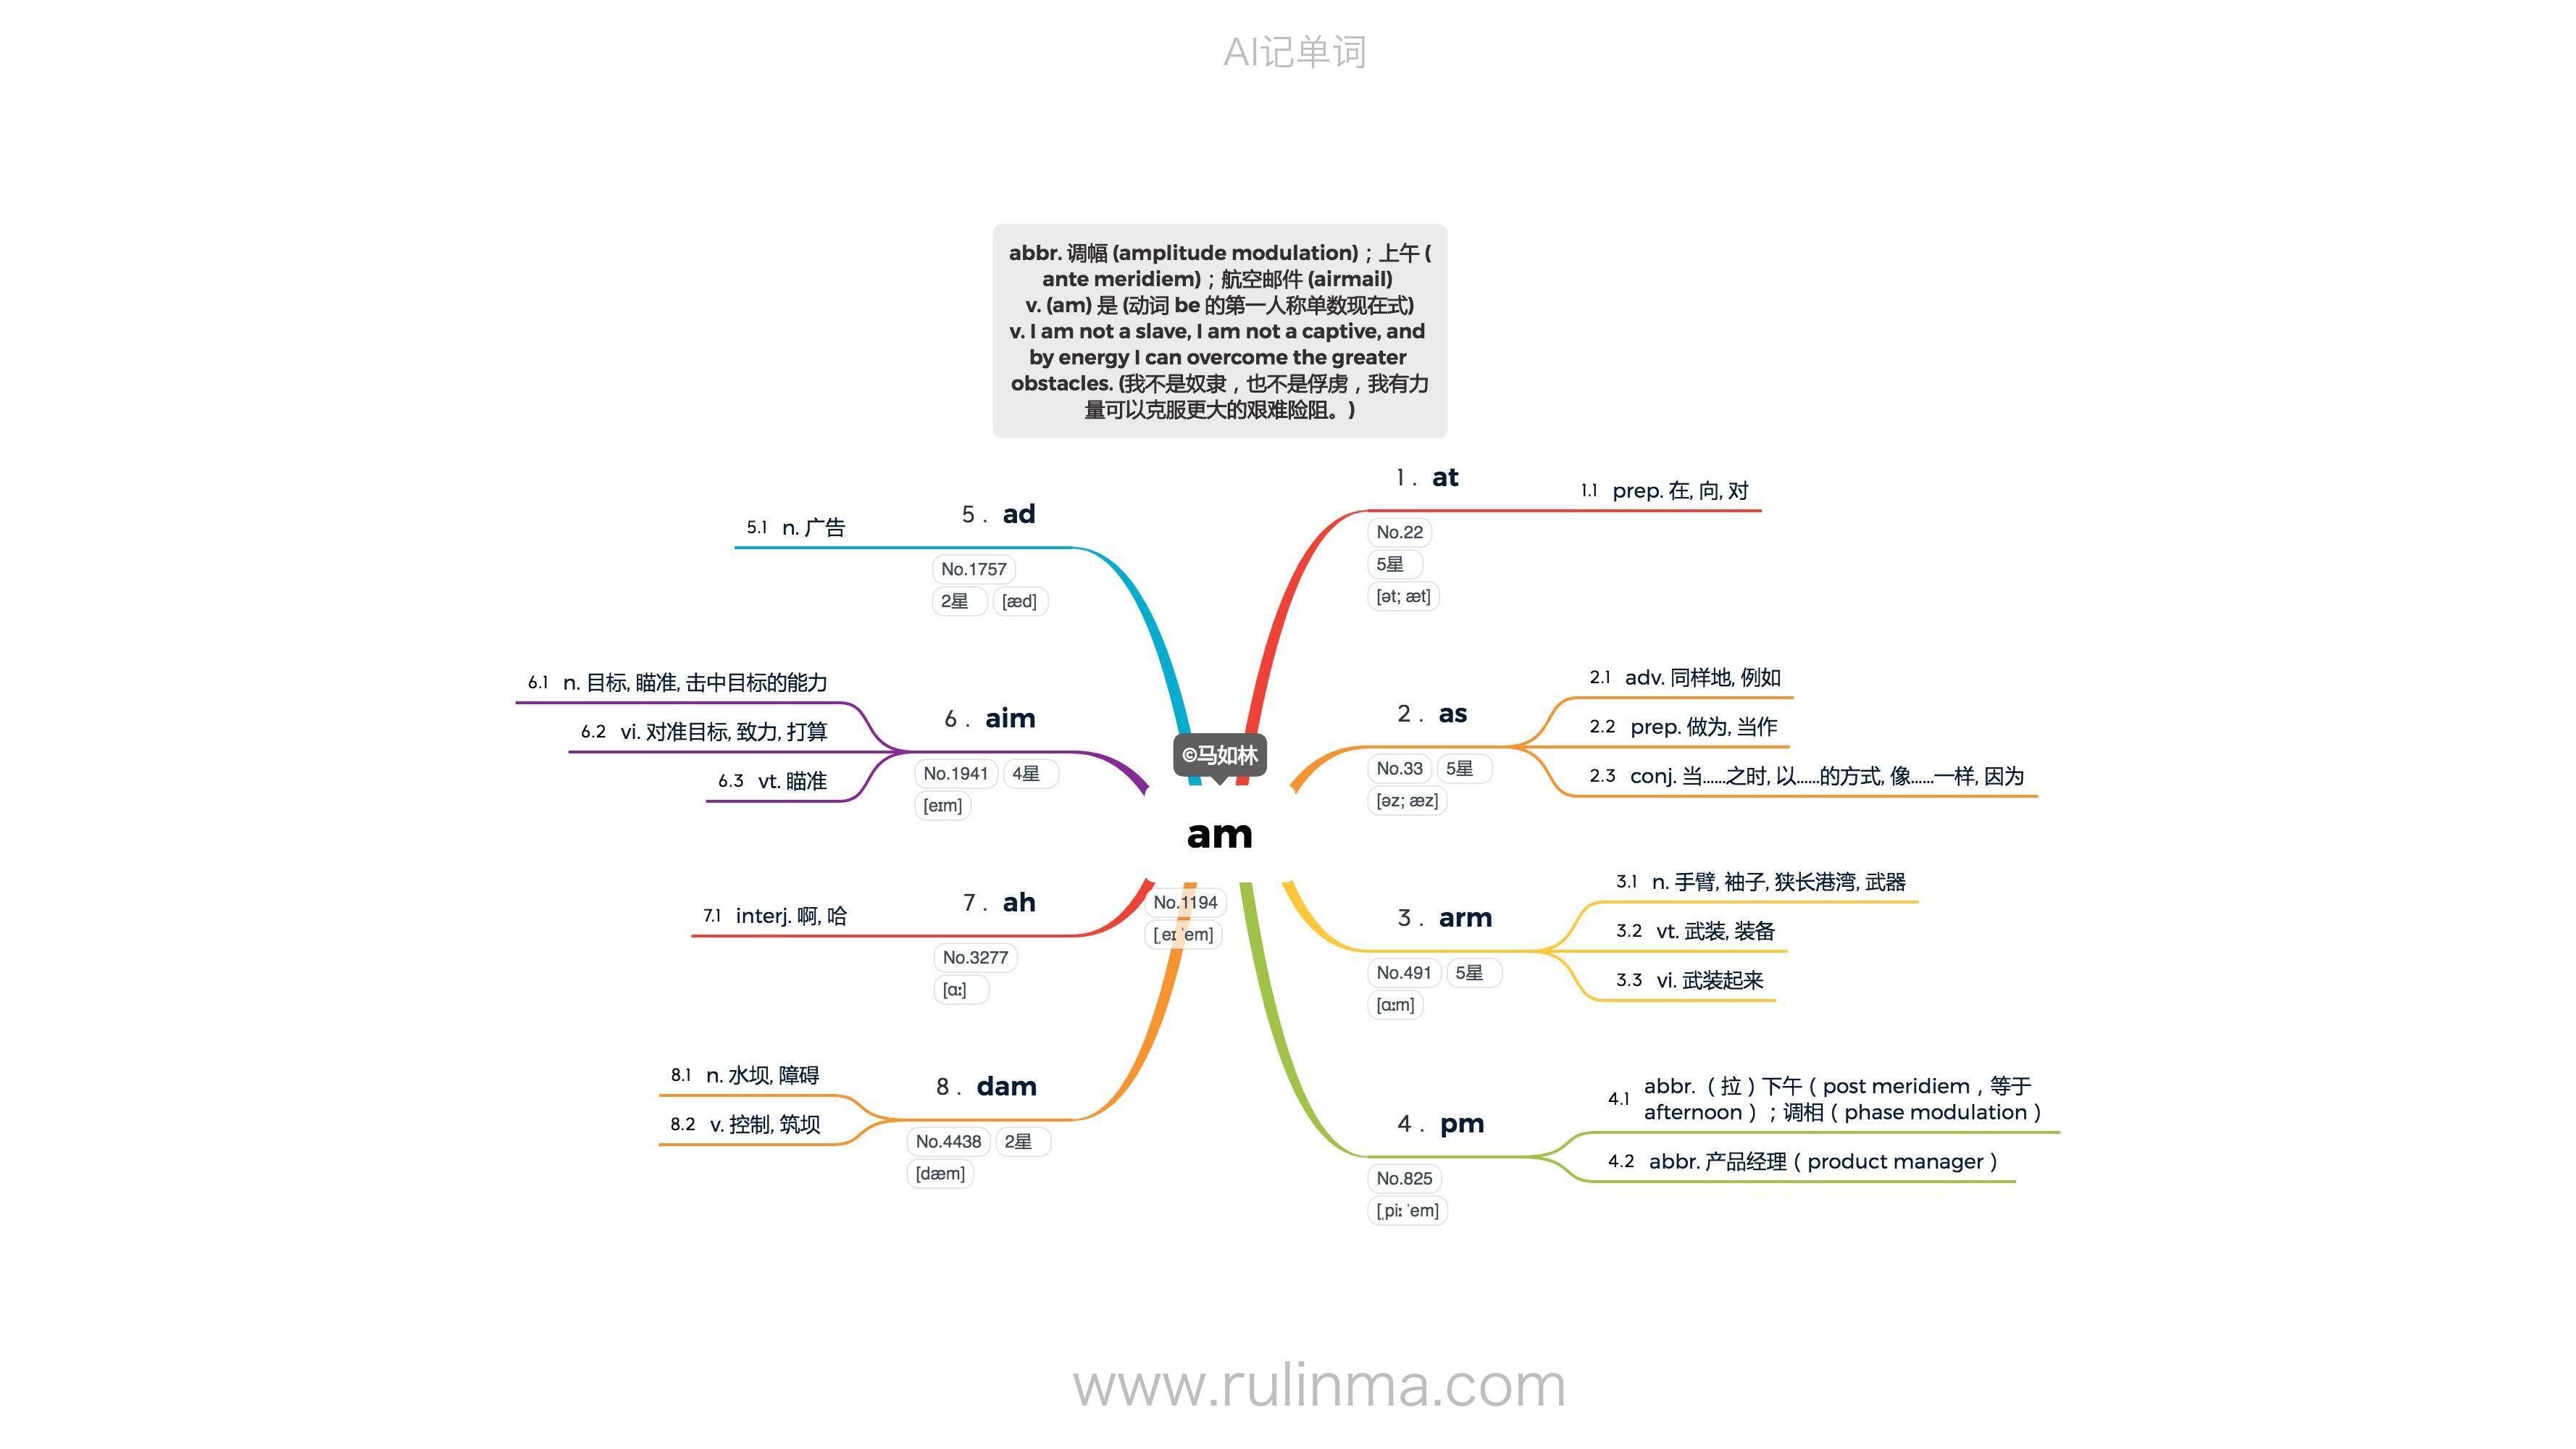 AI记单词
abbr. 调幅 (amplitude modulation)；上午 (
ante meridiem)；航空邮件 (airmail)
v. (am) 是 (动词 be 的第一人称单数现在式)
v. I am not a slave, I am not a captive, and
by energy I can overcome the greater
obstacles. (我不是奴隶，也不是俘虏，我有力
量可以克服更大的艰难险阻。)
©马如林
am
No.1194
[ˌeɪ ˈem]
1. at
No.22
5星
[ət; æt]
1.1 prep. 在, 向, 对
2. as
No.33 5星
[əz; æz]
2.1 adv. 同样地, 例如
2.2 prep. 做为, 当作
2.3 conj. 当……之时, 以……的方式, 像……一样, 因为
3. arm
No.491 5星
[ɑːm]
3.1 n. 手臂, 袖子, 狭长港湾, 武器
3.2 vt. 武装, 装备
3.3 vi. 武装起来
4. pm
No.825
[ˌpiː ˈem]
4.1 abbr.（拉）下午（post meridiem，等于
afternoon）；调相（phase modulation）
4.2 abbr. 产品经理（product manager）
5. ad
No.1757
2星 [æd]
5.1 n. 广告
6. aim
No.1941 4星
[eɪm]
6.1 n. 目标, 瞄准, 击中目标的能力
6.2 vi. 对准目标, 致力, 打算
6.3 vt. 瞄准
7. ah
No.3277
[ɑː]
7.1 interj. 啊, 哈
8. dam
No.4438 2星
[dæm]
8.1 n. 水坝, 障碍
8.2 v. 控制, 筑坝
www.rulinma.com